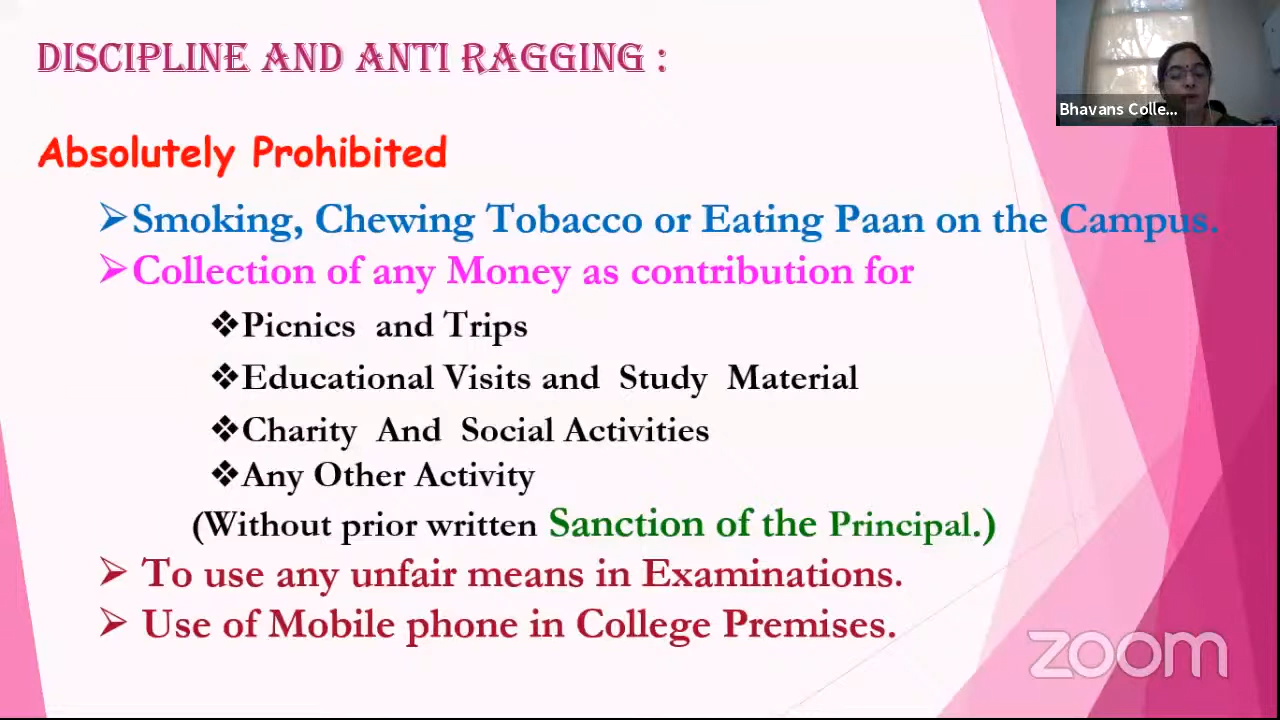 DISCIPLINE AND ANTI RAGGING :
Bhavans Colle...
Absolutely Prohibited
➢Smoking, Chewing Tobacco or Eating Paan on the Campus.
➢Collection of any Money as contribution for
❖Picnics and Trips
❖Educational Visits and Study Material
❖Charity And Social Activities
❖Any Other Activity
(Without prior written Sanction of the Principal.)
➢ To use any unfair means in Examinations.
➢ Use of Mobile phone in College Premises.
zoom